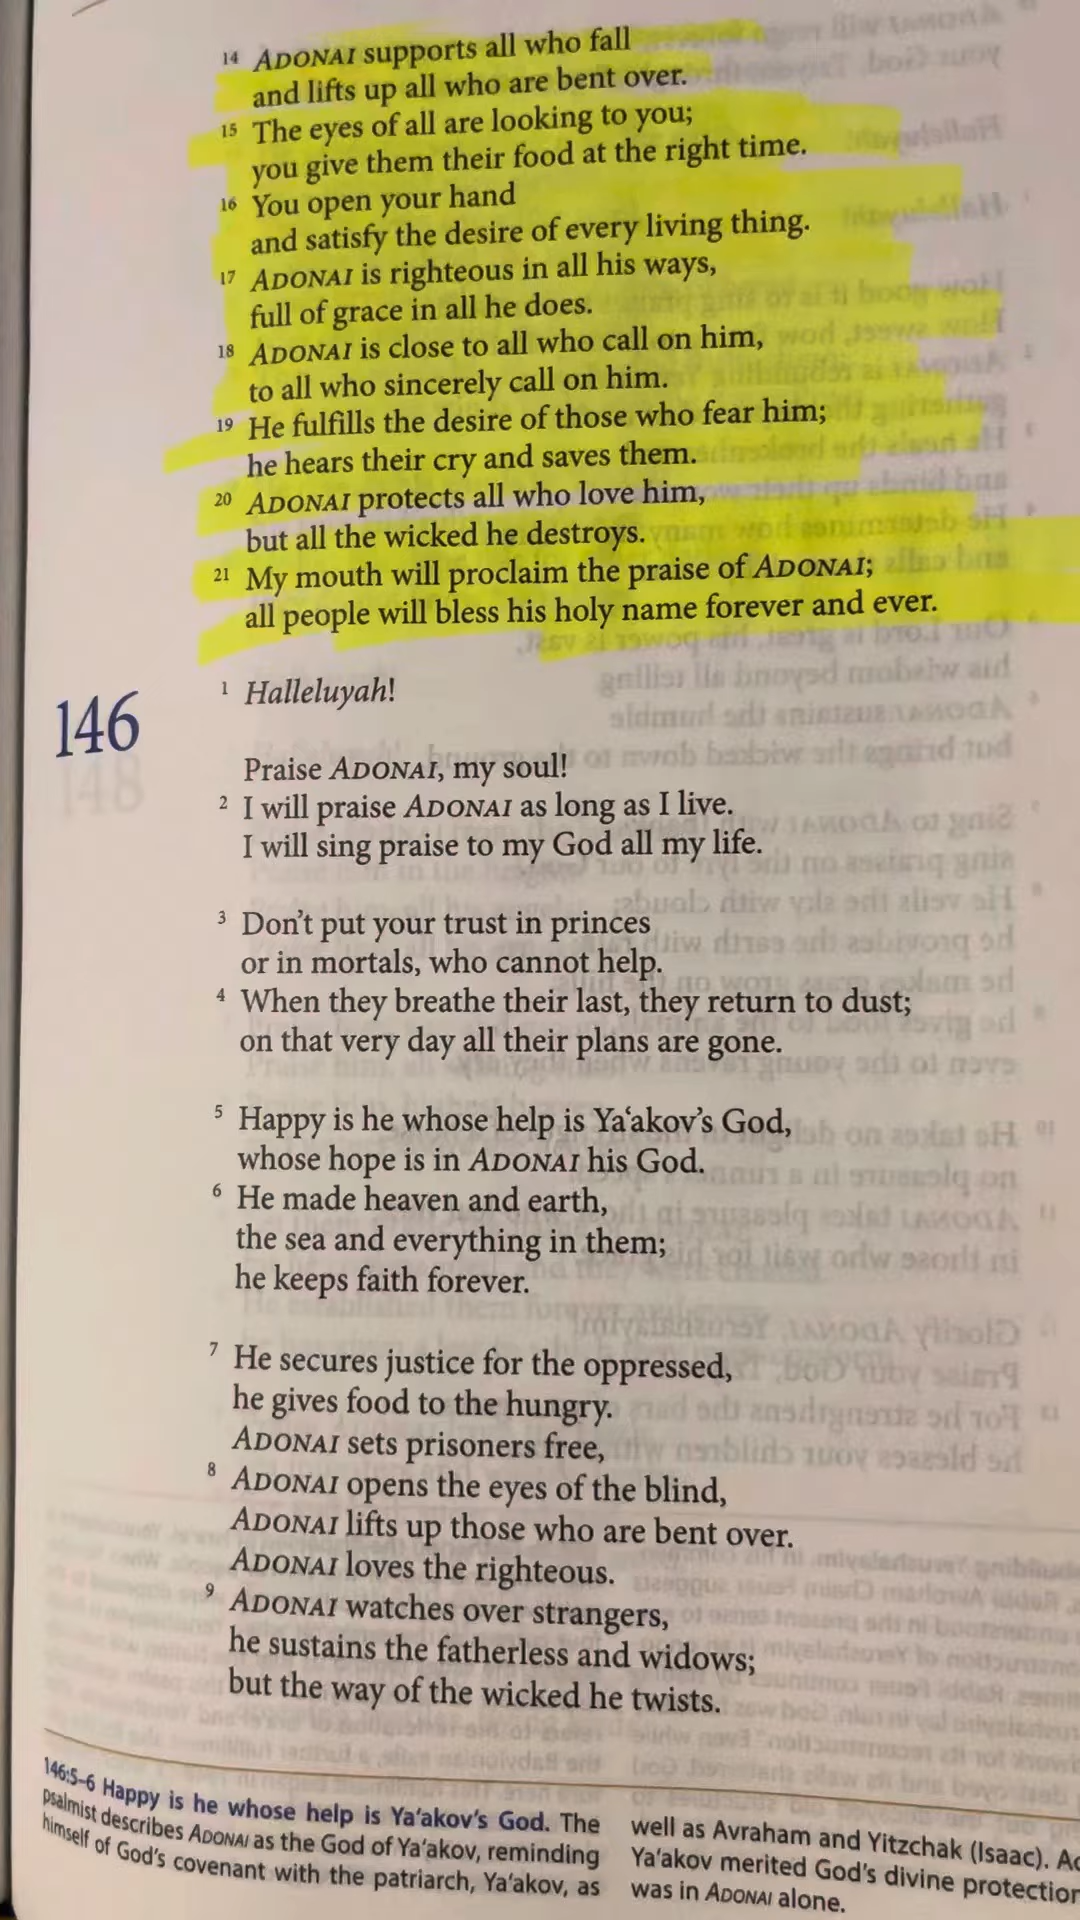 14 ADONAI supports all who fall
and lifts up all who are bent over.
15 The eyes of all are looking to you;
you give them their food at the right time.
16 You open your hand
and satisfy the desire of every living thing.
17 ADONAI is righteous in all his ways,
full of grace in all he does.
18 ADONAI is close to all who call on him,
to all who sincerely call on him.
19 He fulfills the desire of those who fear him;
he hears their cry and saves them.
20 ADONAI protects all who love him,
but all the wicked he destroys.
21 My mouth will proclaim the praise of ADONAI;
all people will bless his holy name forever and ever.
146
1 Halleluyah!
Praise ADONAI, my soul!
2 I will praise ADONAI as long as I live.
I will sing praise to my God all my life.
3 Don't put your trust in princes
or in mortals, who cannot help.
4 When they breathe their last, they return to dust;
on that very day all their plans are gone.
5 Happy is he whose help is Ya‘akov's God,
whose hope is in ADONAI his God.
6 He made heaven and earth,
the sea and everything in them;
he keeps faith forever.
7 He secures justice for the oppressed,
he gives food to the hungry.
ADONAI sets prisoners free,
8 ADONAI opens the eyes of the blind,
ADONAI lifts up those who are bent over.
ADONAI loves the righteous.
9 ADONAI watches over strangers,
he sustains the fatherless and widows;
but the way of the wicked he twists.
146:5–6 Happy is he whose help is Ya‘akov's God. The
psalmist describes ADONAI as the God of Ya‘akov, reminding
himself of God's covenant with the patriarch, Ya‘akov, as
well as Avraham and Yitzchak (Isaac).
Ya‘akov merited God's divine protection
was in ADONAI alone.